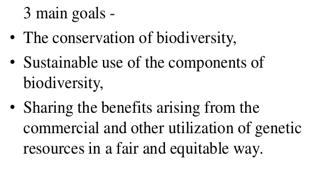 3 main goals -
• The conservation of biodiversity,
• Sustainable use of the components of
biodiversity,
• Sharing the benefits arising from the
commercial and other utilization of genetic
resources in a fair and equitable way.